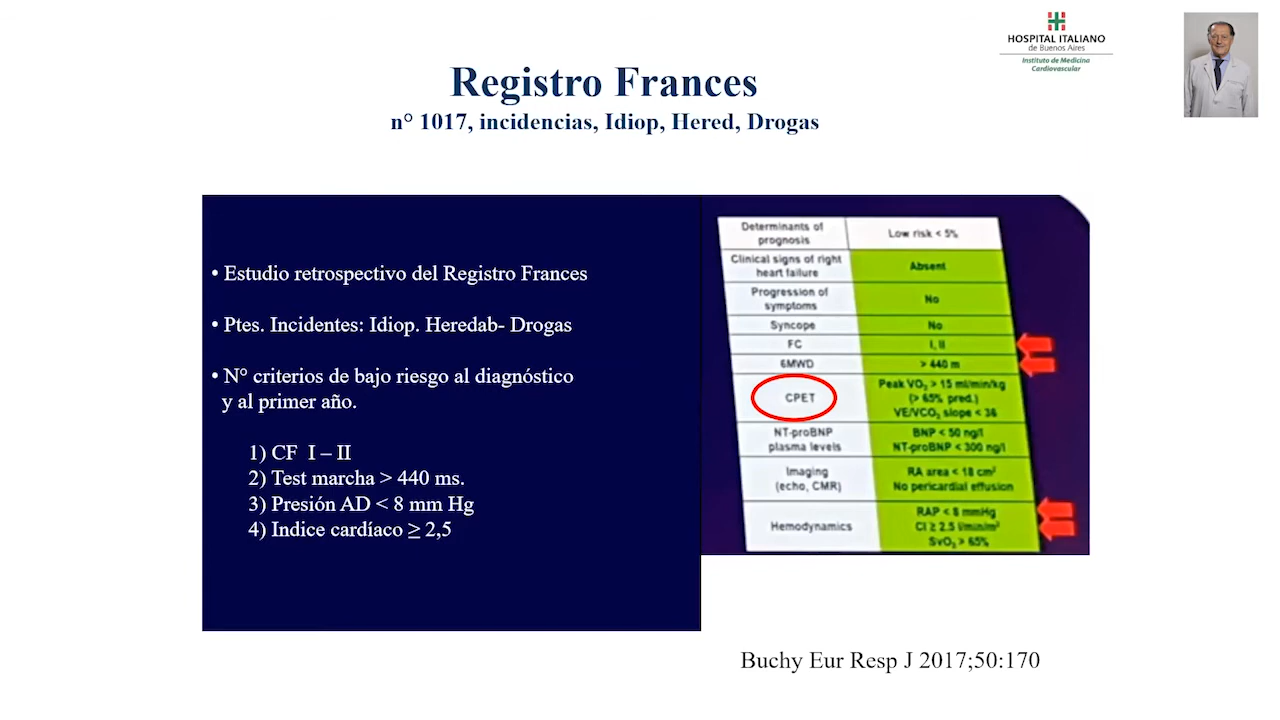 HOSPITAL ITALIANO
de Buenos Aires
Instituto de Medicina
Cardiovascular
Registro Frances
n° 1017, incidencias, Idiop, Hered, Drogas
• Estudio retrospectivo del Registro Frances
• Ptes. Incidentes: Idiop. Heredab- Drogas
• N° criterios de bajo riesgo al diagnóstico
y al primer año.
1) CF I – II
2) Test marcha > 440 ms.
3) Presión AD < 8 mm Hg
4) Indice cardíaco ≥ 2,5
Determinants of
prognosis
Low risk < 5%
Clinical signs of right
heart failure
Absent
Progression of
symptoms
No
Syncope
No
FC
I, II
6MWD
> 440 m
CPET
Peak VO₂ > 15 ml/min/kg
(> 65% pred.)
VE/VCO₂ slope < 36
NT-proBNP
plasma levels
BNP < 50 ng/l
NT-proBNP < 300 ng/l
Imaging
(echo, CMR)
RA area < 18 cm²
No pericardial effusion
Hemodynamics
RAP < 8 mmHg
CI ≥ 2.5 l/min/m²
SvO₂ > 65%
Buchy Eur Resp J 2017;50:170